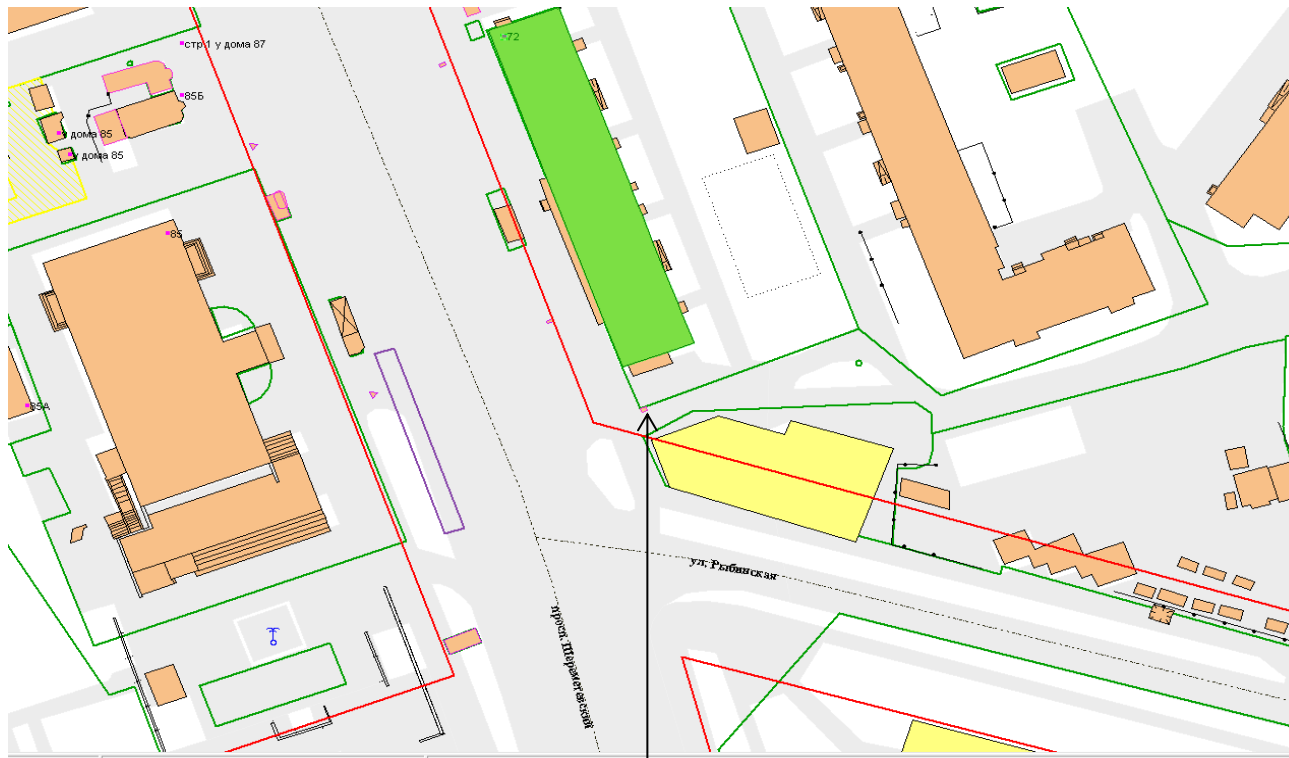 72
стр.1 у дома 87
85Б
у дома 85
у дома 85
85
85А
ул. Рыбинская
просп. Шереметевский